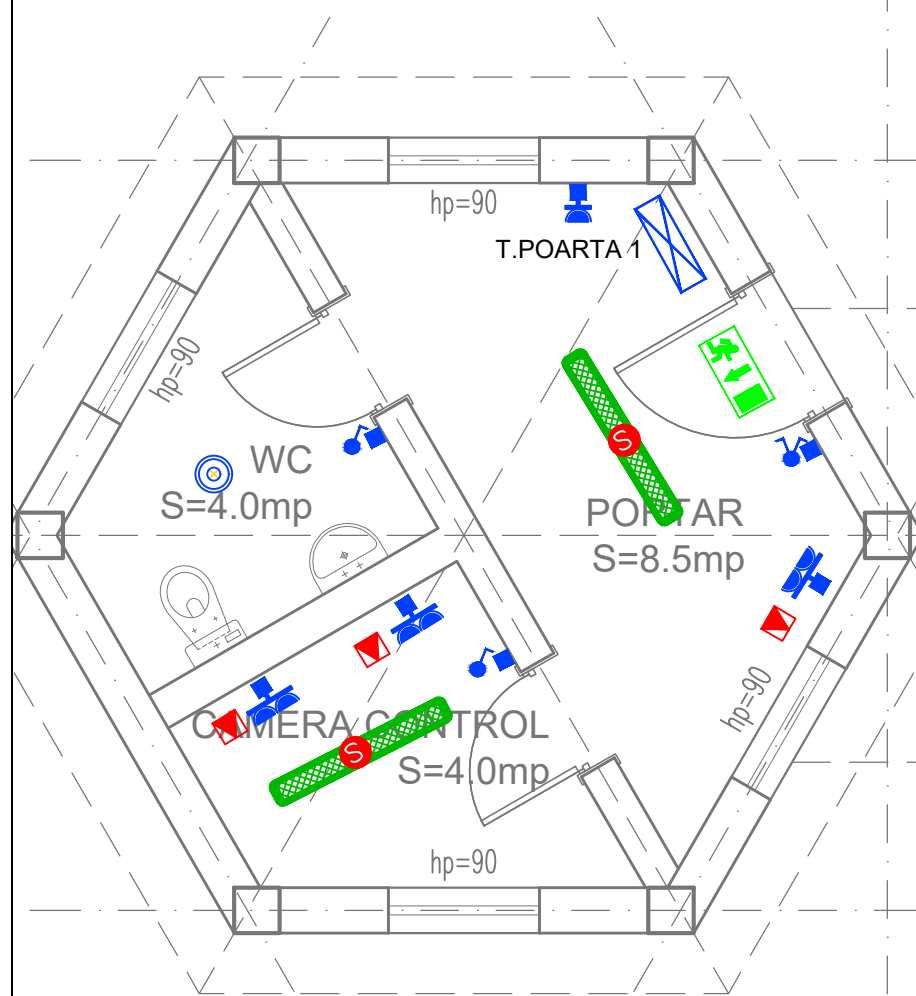 hp=90
T.POARTA 1
hp=90
WC
S=4.0mp
S
PORTAR
S=8.5mp
hp=90
CAMERA CONTROL
S
S=4.0mp
hp=90